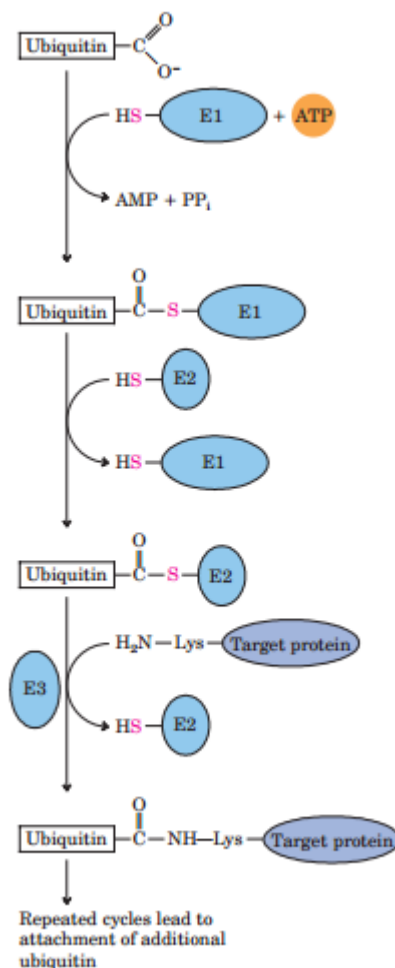 O
Ubiquitin C
O-
HS E1 + ATP
AMP + PPi
O
Ubiquitin—C—S—E1
HS—E2
HS—E1
O
Ubiquitin—C—S—E2
H2N—Lys—Target protein
E3
HS—E2
O
Ubiquitin—C—NH—Lys—Target protein
Repeated cycles lead to
attachment of additional
ubiquitin